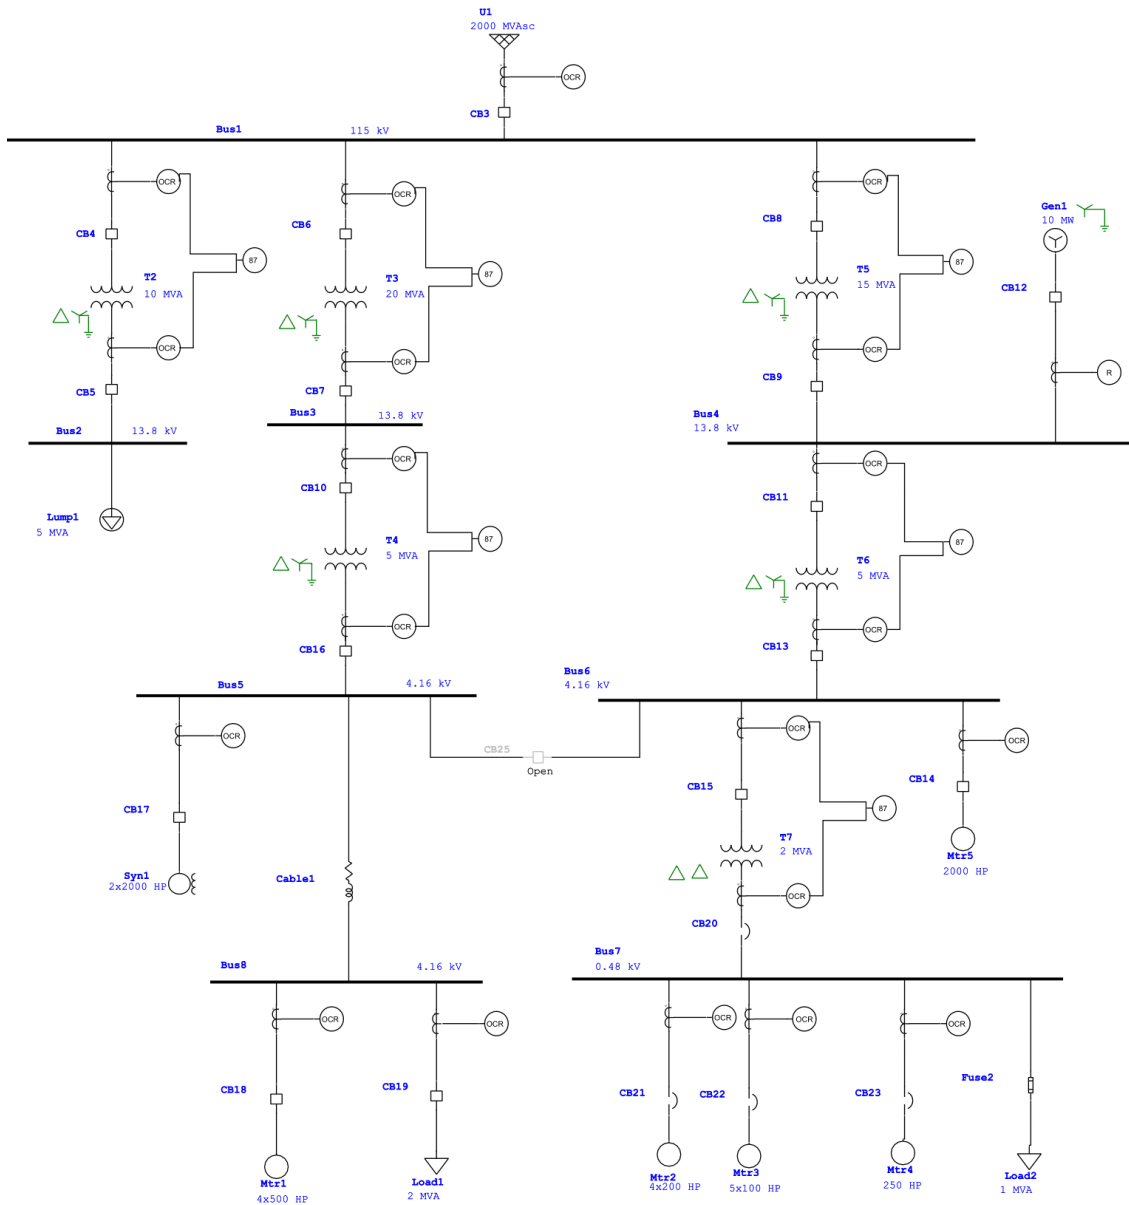 U1
2000 MVAsc
OCR
CB3
Bus1
115 kV
OCR
CB4
87
T2
10 MVA
OCR
CB5
Bus2
13.8 kV
Lump1
5 MVA
OCR
CB6
87
T3
20 MVA
OCR
CB7
Bus3
13.8 kV
OCR
CB10
87
T4
5 MVA
OCR
CB16
OCR
CB8
87
T5
15 MVA
OCR
CB9
Gen1
10 MW
CB12
R
Bus4
13.8 kV
OCR
CB11
87
T6
5 MVA
OCR
CB13
Bus5
4.16 kV
Bus6
4.16 kV
CB25
Open
OCR
CB17
Syn1
2x2000 HP
Cable1
OCR
CB15
87
T7
2 MVA
OCR
CB20
OCR
CB14
Mtr5
2000 HP
Bus8
4.16 kV
Bus7
0.48 kV
OCR
CB18
Mtr1
4x500 HP
OCR
CB19
Load1
2 MVA
OCR
CB21
Mtr2
4x200 HP
OCR
CB22
Mtr3
5x100 HP
OCR
CB23
Mtr4
250 HP
Fuse2
Load2
1 MVA